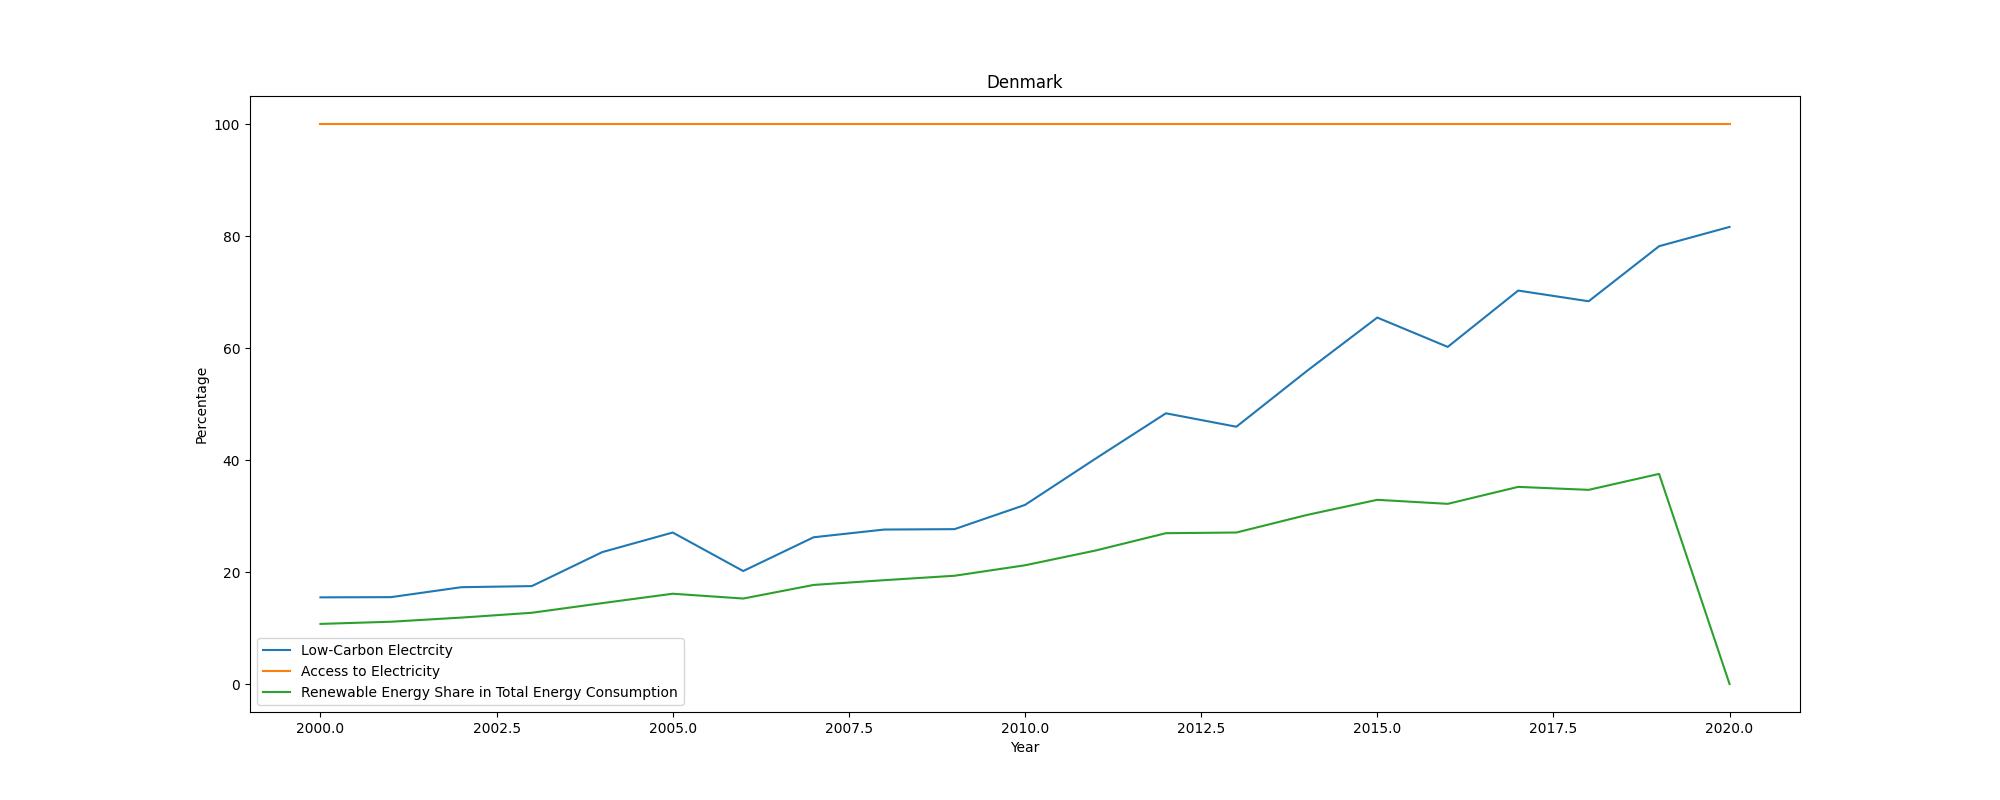 Denmark
100
80
60
40
20
0
Percentage
Low-Carbon Electrcity
Access to Electricity
Renewable Energy Share in Total Energy Consumption
2000.0 2002.5 2005.0 2007.5 2010.0 2012.5 2015.0 2017.5 2020.0
Year